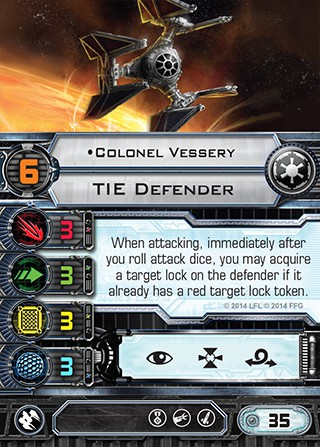 •Colonel Vessery
6
TIE Defender
3
3
3
3
When attacking, immediately after
you roll attack dice, you may acquire
a target lock on the defender if it
already has a red target lock token.
© 2014 LFL © 2014 FFG
35